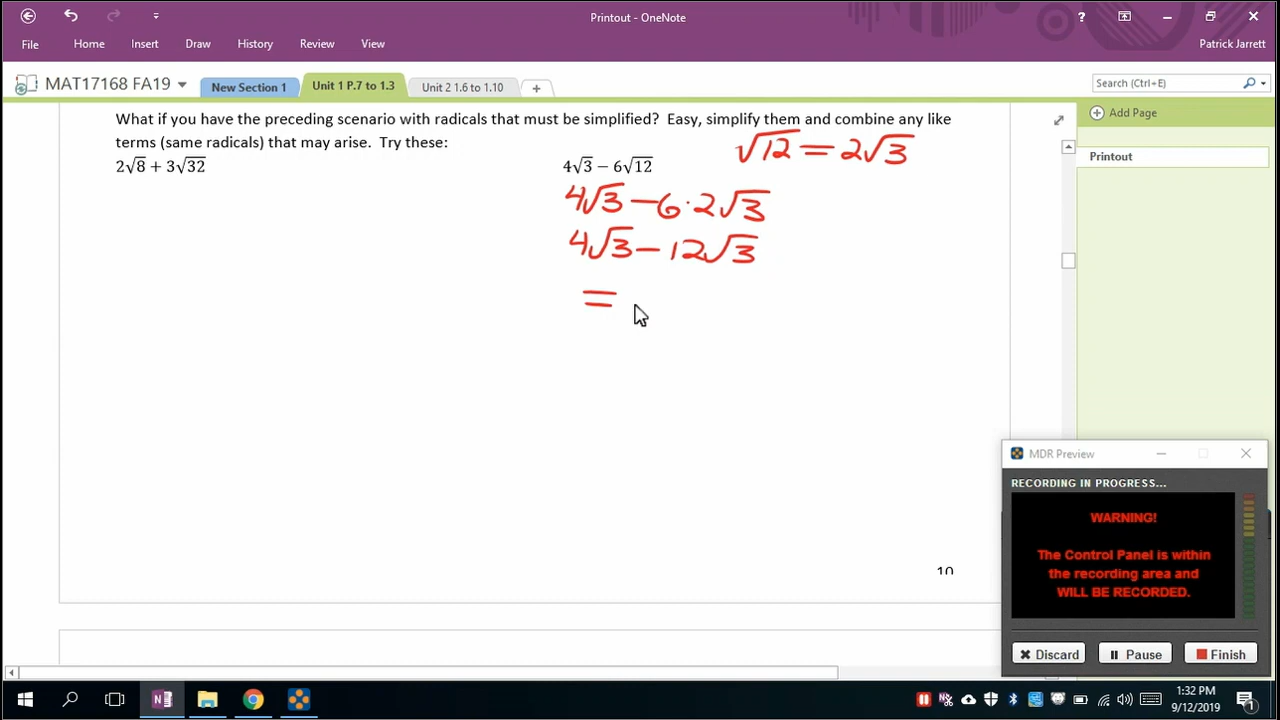 Printout - OneNote
?
File Home Insert Draw History Review View
Patrick Jarrett
MAT17168 FA19
New Section 1
Unit 1 P.7 to 1.3
Unit 2 1.6 to 1.10
+
Search (Ctrl+E)
Add Page
Printout
What if you have the preceding scenario with radicals that must be simplified? Easy, simplify them and combine any like
terms (same radicals) that may arise. Try these:
√12 = 2√3
2√8 + 3√32
4√3 − 6√12
4√3 − 6·2√3
4√3 − 12√3
=
10
MDR Preview
RECORDING IN PROGRESS...
WARNING!
The Control Panel is within
the recording area and
WILL BE RECORDED.
Discard
Pause
Finish
1:32 PM
9/12/2019
1